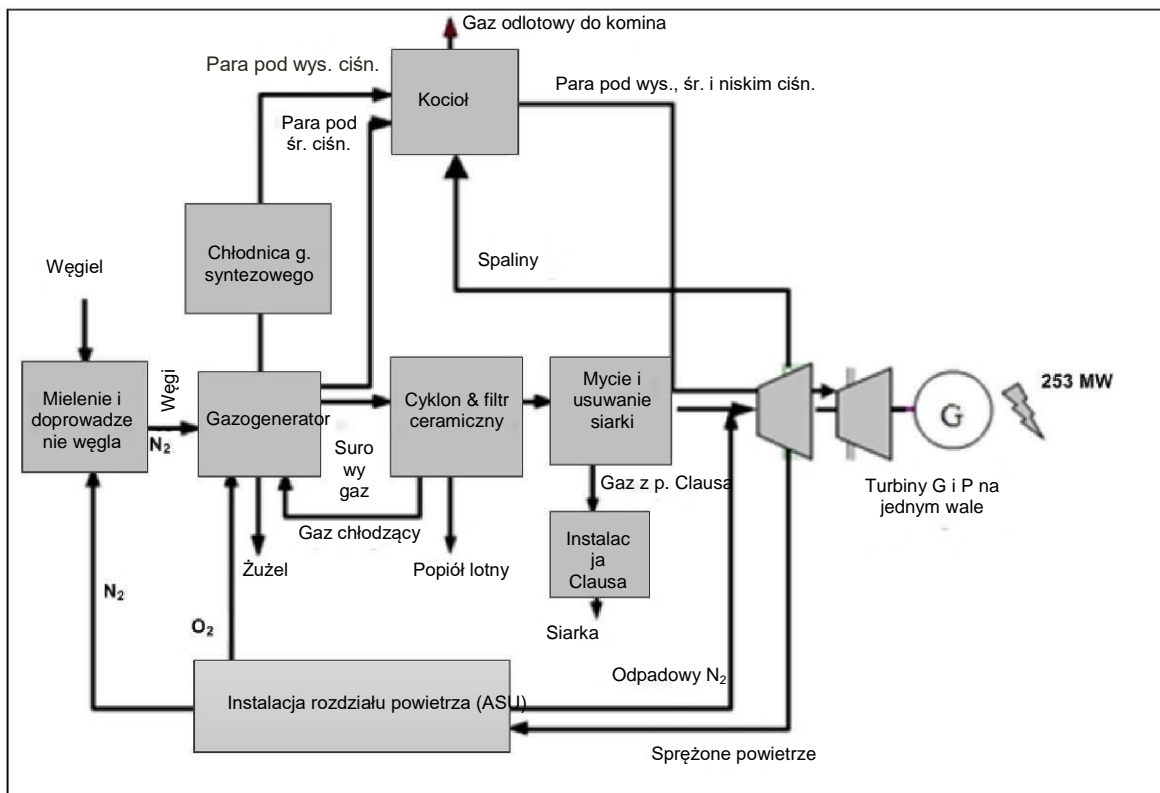 Gaz odlotowy do komina
Para pod wys. ciśn.
Kocioł
Para pod wys., śr. i niskim ciśn.
Para pod
śr. ciśn.
Chłodnica g.
syntezowego
Spaliny
Węgiel
Mielenie i
doprowadze
nie węgla
Węgi
N2
Gazogenerator
Suro
wy
gaz
Cyklon & filtr
ceramiczny
Mycie i
usuwanie
siarki
G
253 MW
Turbiny G i P na
jednym wale
Gaz z p. Clausa
Gaz chłodzący
Żużel
Popiół lotny
Instalac
ja
Clausa
Siarka
N2
O2
Odpadowy N2
Instalacja rozdziału powietrza (ASU)
Sprężone powietrze